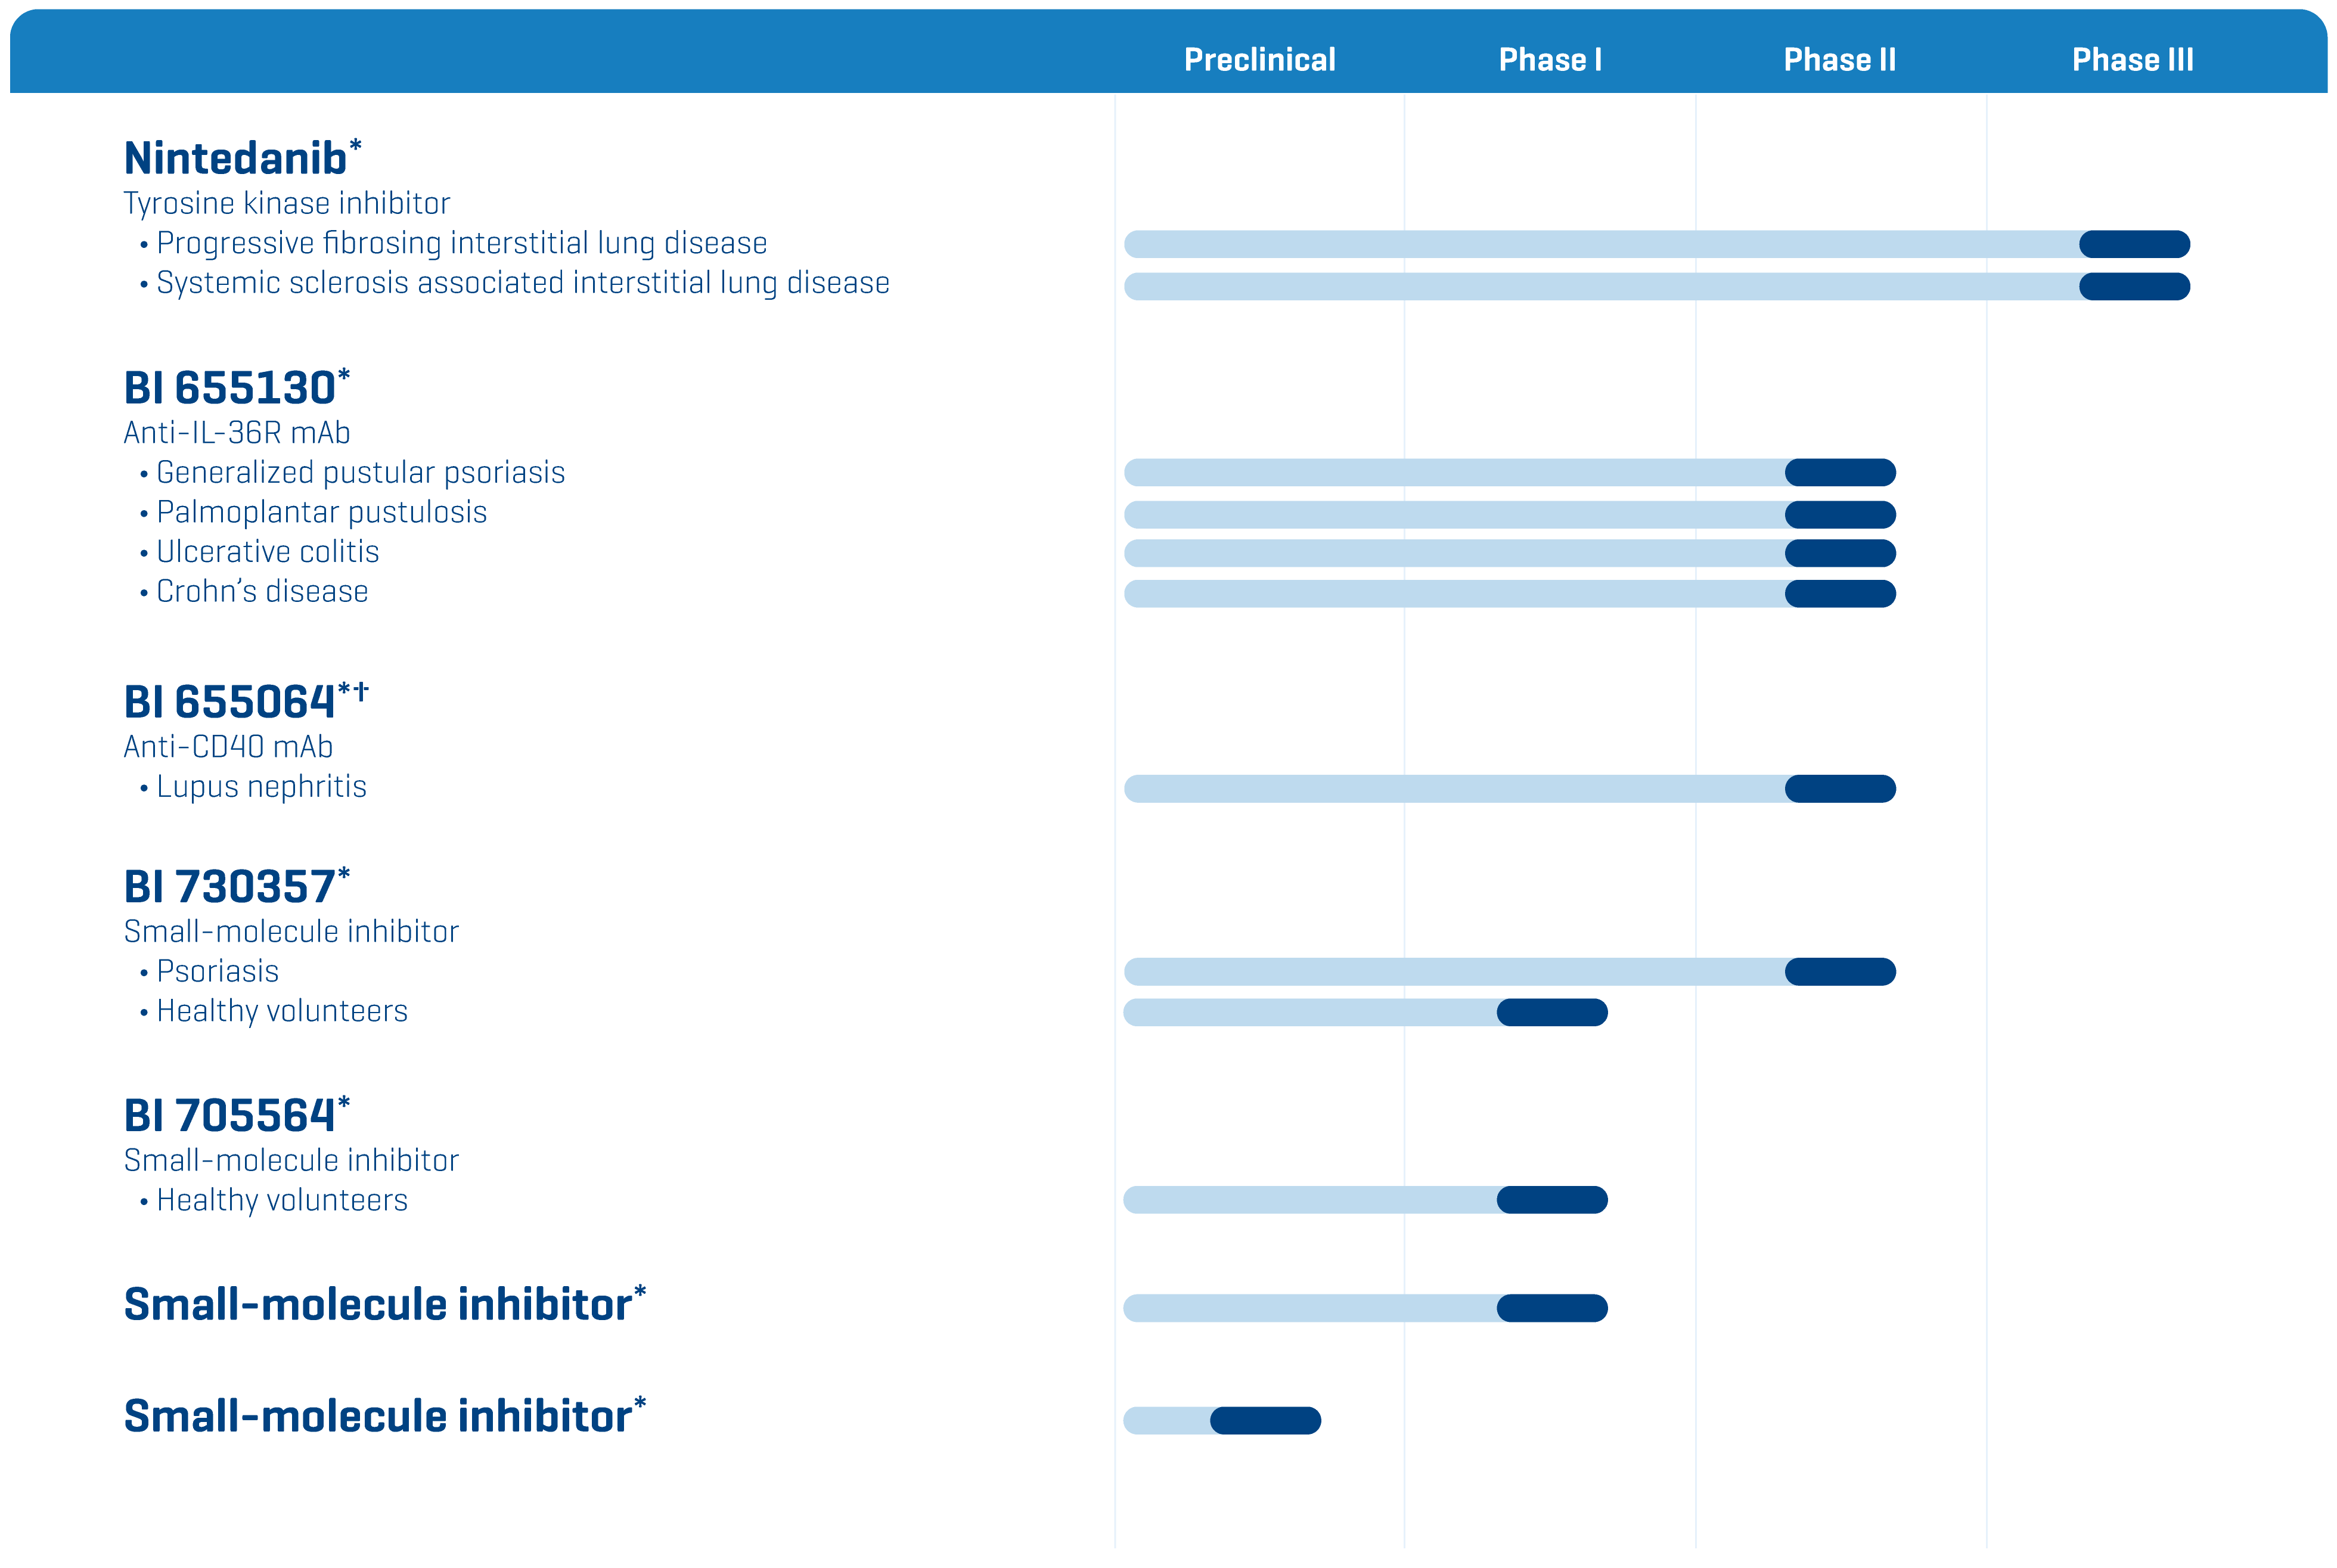 Preclinical Phase I Phase II Phase III
Nintedanib*
Tyrosine kinase inhibitor
• Progressive fibrosing interstitial lung disease
• Systemic sclerosis associated interstitial lung disease
BI 655130*
Anti-IL-36R mAb
• Generalized pustular psoriasis
• Palmoplantar pustulosis
• Ulcerative colitis
• Crohn’s disease
BI 655064*†
Anti-CD40 mAb
• Lupus nephritis
BI 730357*
Small-molecule inhibitor
• Psoriasis
• Healthy volunteers
BI 705564*
Small-molecule inhibitor
• Healthy volunteers
Small-molecule inhibitor*
Small-molecule inhibitor*